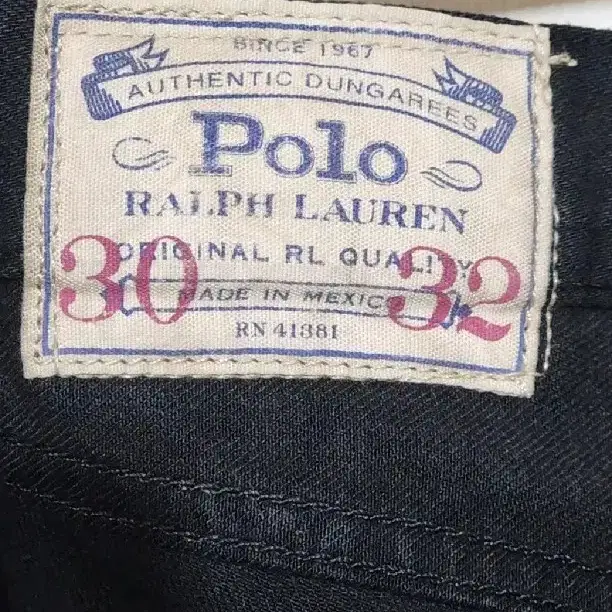 SINCE 1967
AUTHENTIC DUNGAREES
Polo
RALPH LAUREN
ORIGINAL RL QUALITY
30 32
MADE IN MEXICO
RN 41381